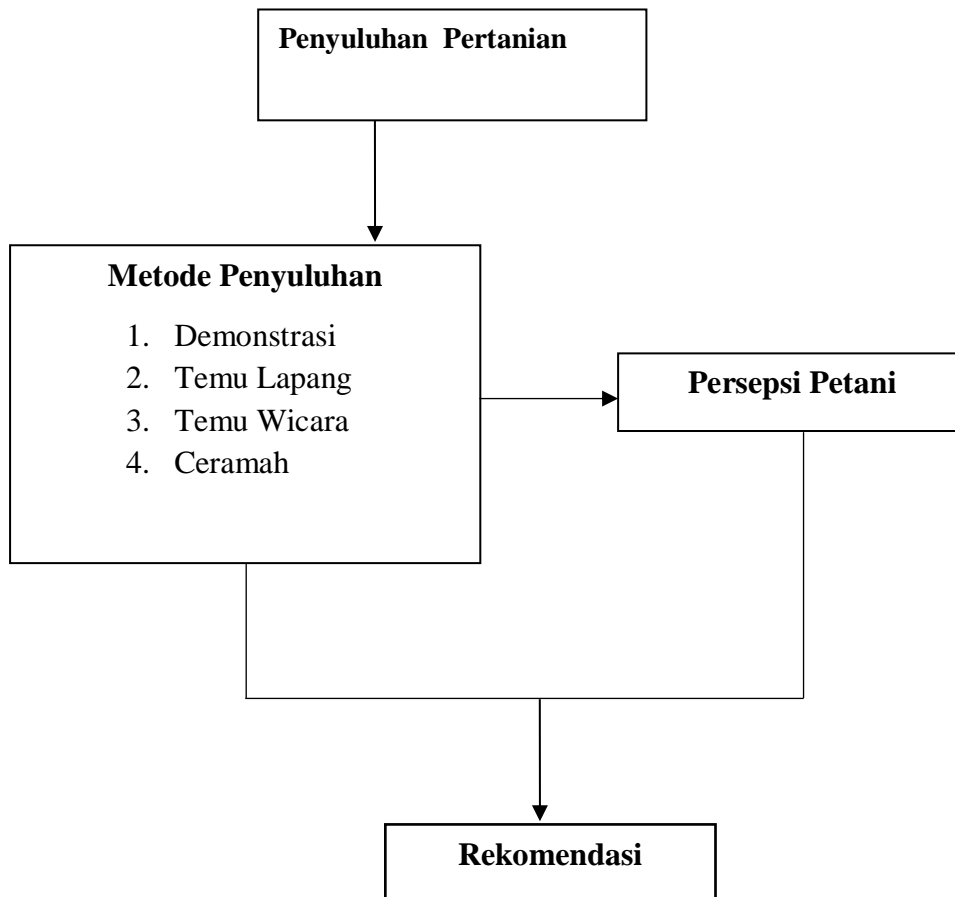 Penyuluhan Pertanian
Metode Penyuluhan
1. Demonstrasi
2. Temu Lapang
3. Temu Wicara
4. Ceramah
Persepsi Petani
Rekomendasi